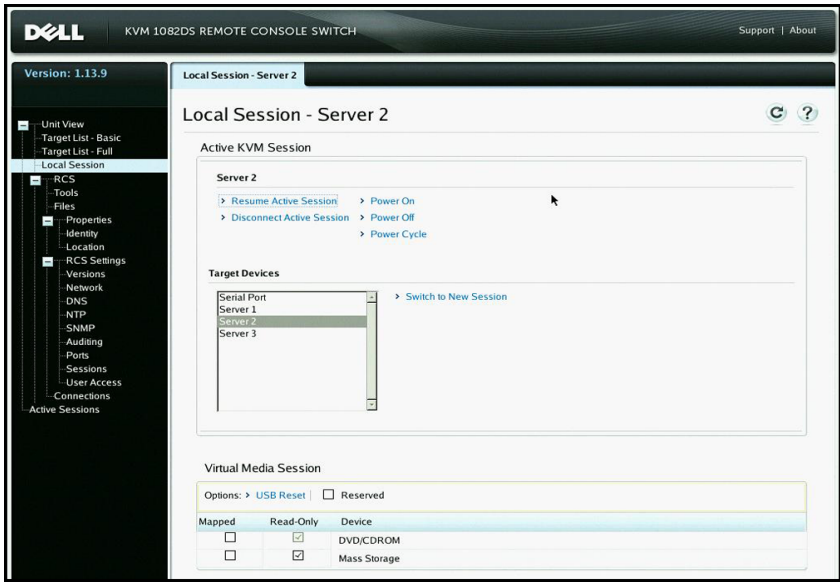 DELL
KVM 1082DS REMOTE CONSOLE SWITCH
Support | About
Version: 1.13.9
Unit View
Target List - Basic
Target List - Full
Local Session
RCS
Tools
Files
Properties
Identity
Location
RCS Settings
Versions
Network
DNS
NTP
SNMP
Auditing
Ports
Sessions
User Access
Connections
Active Sessions
Local Session - Server 2
Local Session - Server 2
Active KVM Session
Server 2
Resume Active Session > Power On
Disconnect Active Session > Power Off
Power Cycle
Target Devices
Serial Port
Server 1
Server 2
Server 3
Switch to New Session
Virtual Media Session
Options: > USB Reset | Reserved
Mapped Read-Only Device
DVD/CDROM
Mass Storage